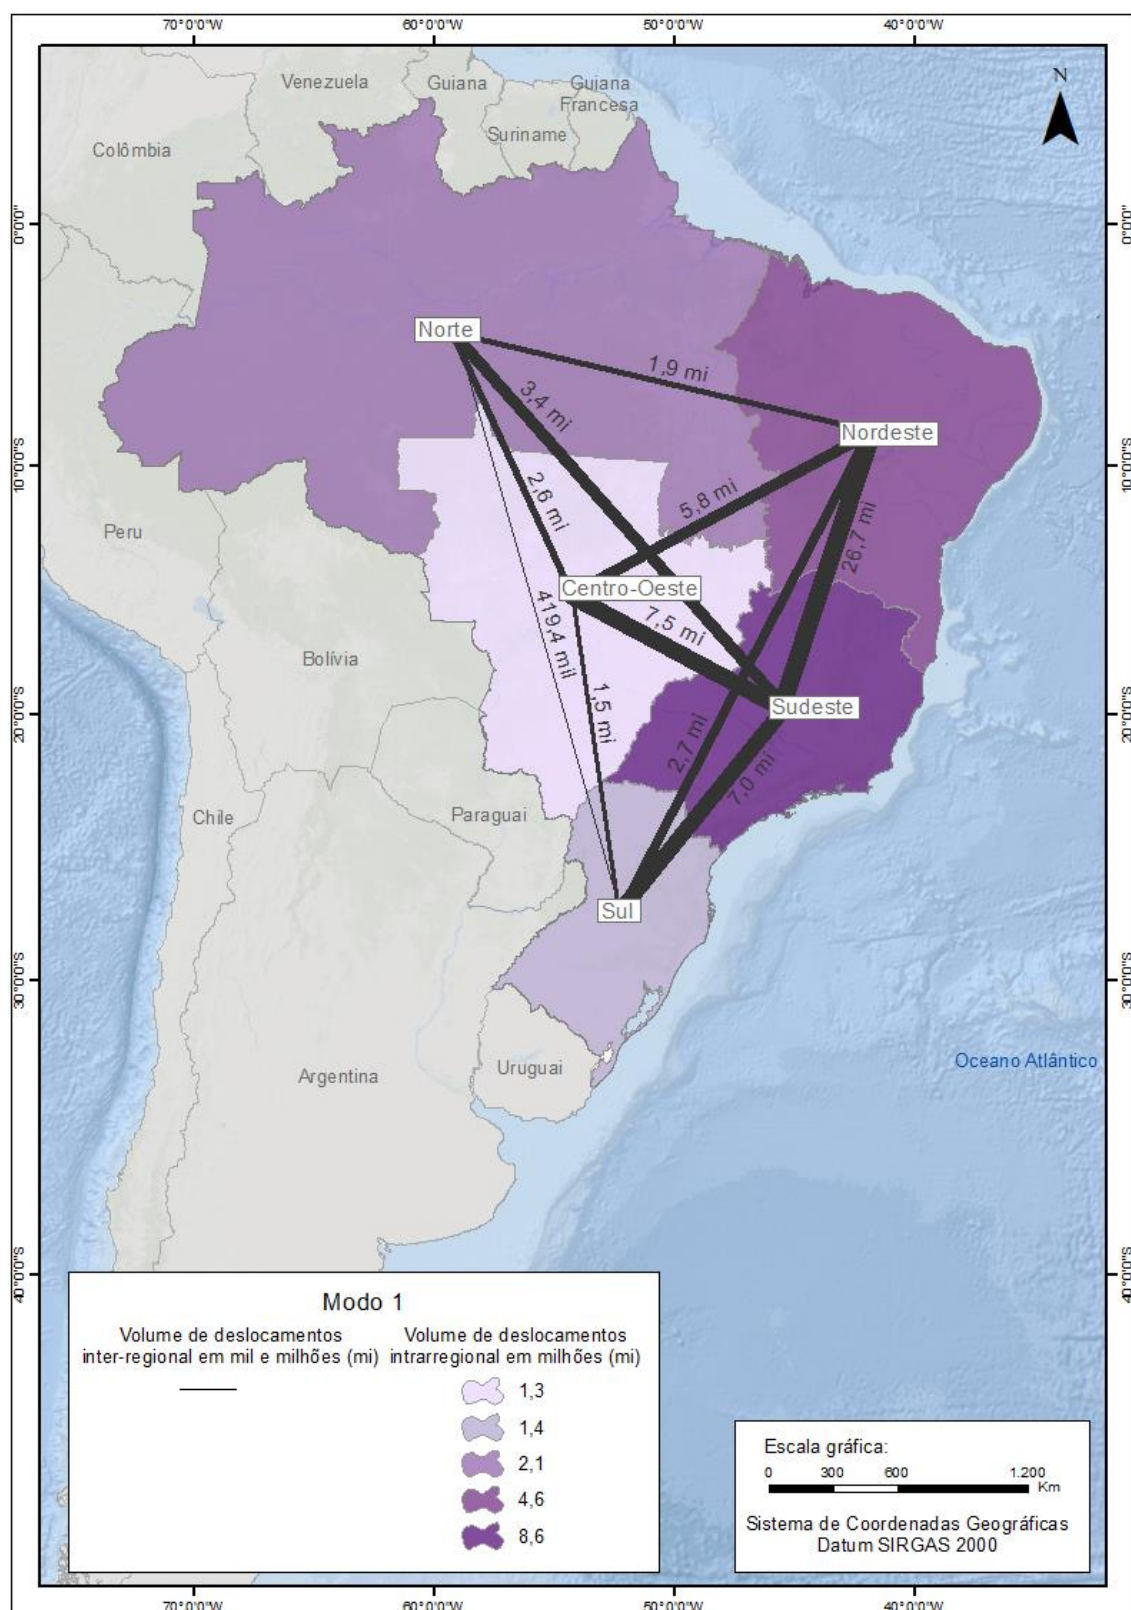 70°0'0"W 60°0'0"W 50°0'0"W 40°0'0"W
N
Venezuela
Guiana
Guiana
Francesa
Suriname
Colômbia
0°0'0" 0°0'0"
Norte
1,9 mi
3,4 mi
Nordeste
10°0'0"S 10°0'0"S
2,6 mi
5,8 mi
26,7 mi
Peru
Centro-Oeste
419,4 mil
7,5 mi
Bolívia
1,5 mi
Sudeste
20°0'0"S 20°0'0"S
2,7 mi
7,0 mi
Chile
Paraguai
Sul
30°0'0"S 30°0'0"S
Uruguai
Argentina
Oceano Atlântico
40°0'0"S 40°0'0"S
Modo 1
Volume de deslocamentos
inter-regional em mil e milhões (mi)
Volume de deslocamentos
intrarregional em milhões (mi)
1,3
1,4
2,1
4,6
8,6
Escala gráfica:
0 300 600 1.200
Km
Sistema de Coordenadas Geográficas
Datum SIRGAS 2000
70°0'0"W 60°0'0"W 50°0'0"W 40°0'0"W